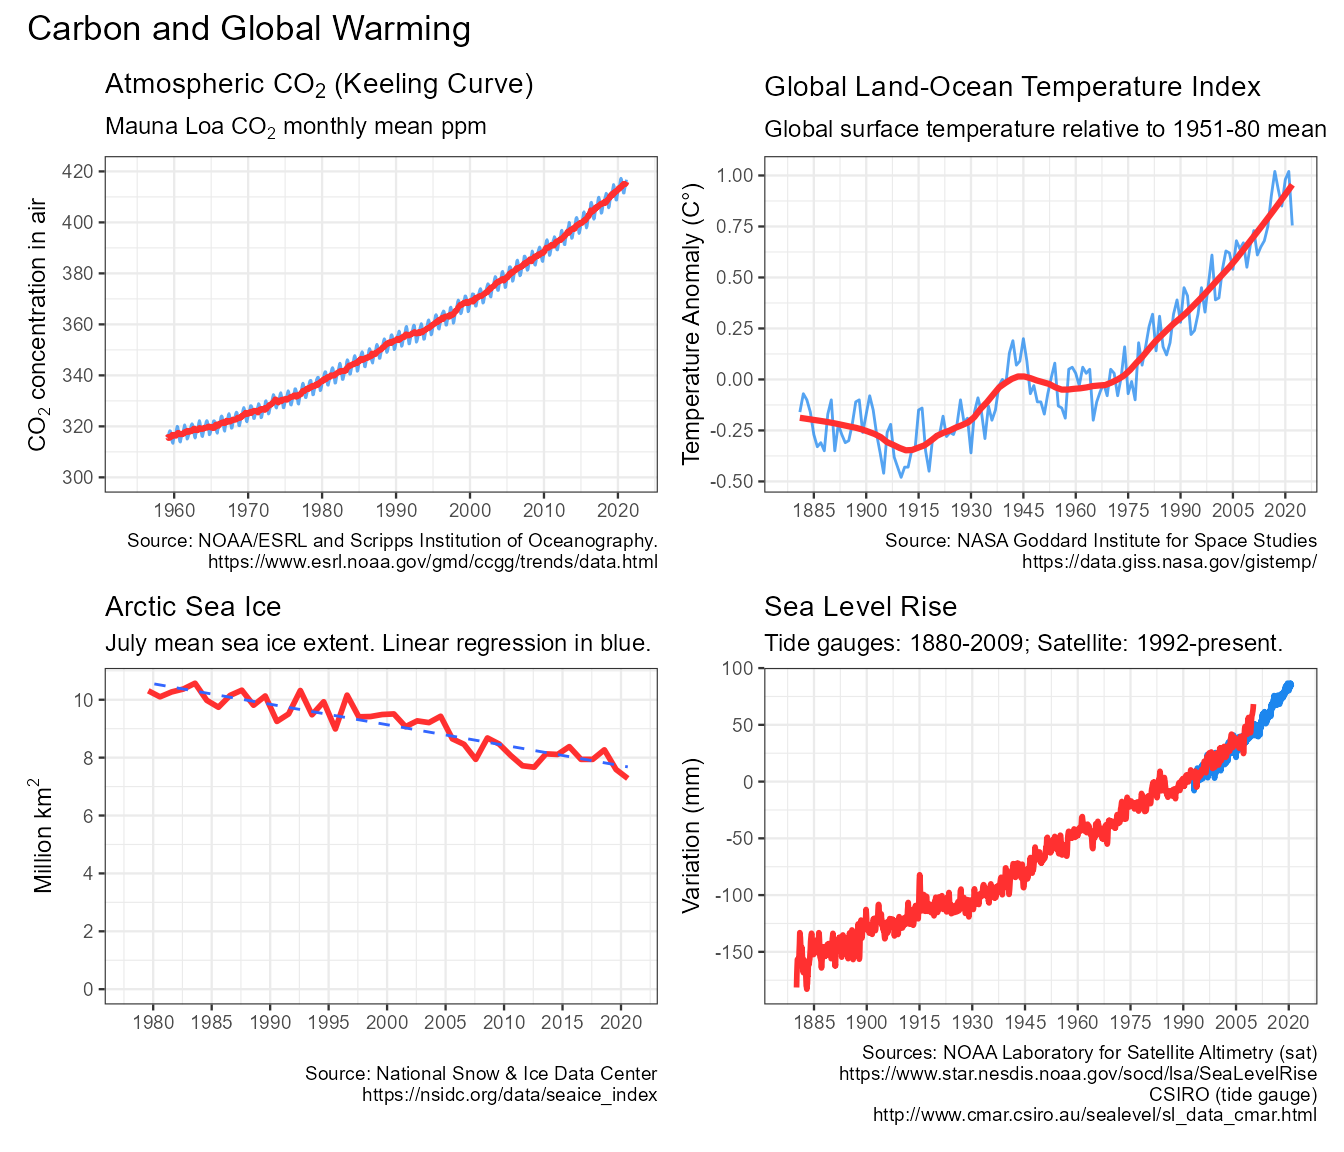 Carbon and Global Warming
Atmospheric CO₂ (Keeling Curve)
Mauna Loa CO₂ monthly mean ppm
CO₂ concentration in air
420
400
380
360
340
320
300
1960 1970 1980 1990 2000 2010 2020
Source: NOAA/ESRL and Scripps Institution of Oceanography.
https://www.esrl.noaa.gov/gmd/ccgg/trends/data.html
Global Land-Ocean Temperature Index
Global surface temperature relative to 1951-80 mean
Temperature Anomaly (C°)
1.00
0.75
0.50
0.25
0.00
-0.25
-0.50
1885 1900 1915 1930 1945 1960 1975 1990 2005 2020
Source: NASA Goddard Institute for Space Studies
https://data.giss.nasa.gov/gistemp/
Arctic Sea Ice
July mean sea ice extent. Linear regression in blue.
Million km²
10
8
6
4
2
0
1980 1985 1990 1995 2000 2005 2010 2015 2020
Source: National Snow & Ice Data Center
https://nsidc.org/data/seaice_index
Sea Level Rise
Tide gauges: 1880-2009; Satellite: 1992-present.
Variation (mm)
100
50
0
-50
-100
-150
1885 1900 1915 1930 1945 1960 1975 1990 2005 2020
Sources: NOAA Laboratory for Satellite Altimetry (sat)
https://www.star.nesdis.noaa.gov/socd/lsa/SeaLevelRise
CSIRO (tide gauge)
http://www.cmar.csiro.au/sealevel/sl_data_cmar.html